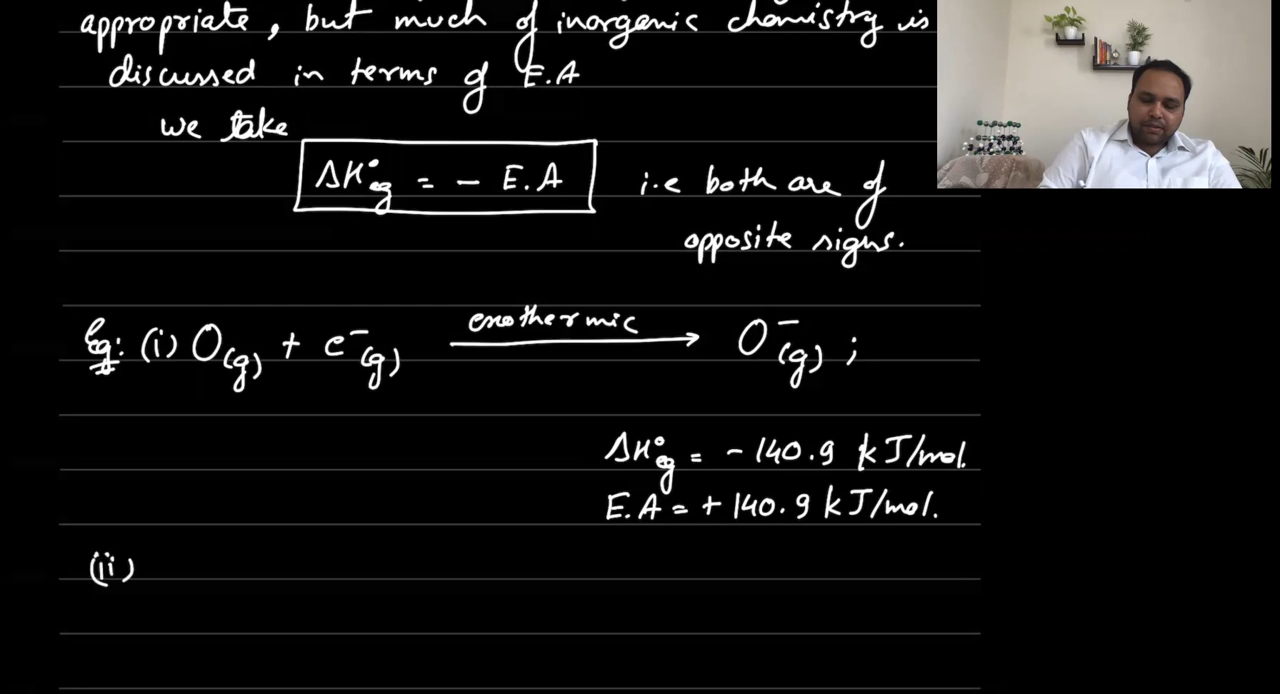 appropriate, but much of inorganic chemistry is
discussed in terms of E.A
we take
ΔH°eg = - E.A i.e both are of
opposite signs.
Eg: (i) O(g) + e⁻(g) exothermic → O⁻(g) ;
ΔH°eg = - 140.9 kJ/mol.
E.A = + 140.9 kJ/mol.
(ii)